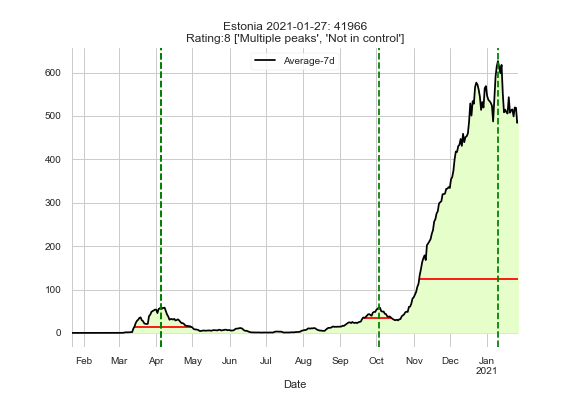 Estonia 2021-01-27: 41966
Rating:8 ['Multiple peaks', 'Not in control']
Average-7d
600
500
400
300
200
100
0
Feb Mar Apr May Jun Jul Aug Sep Oct Nov Dec Jan
2021
Date